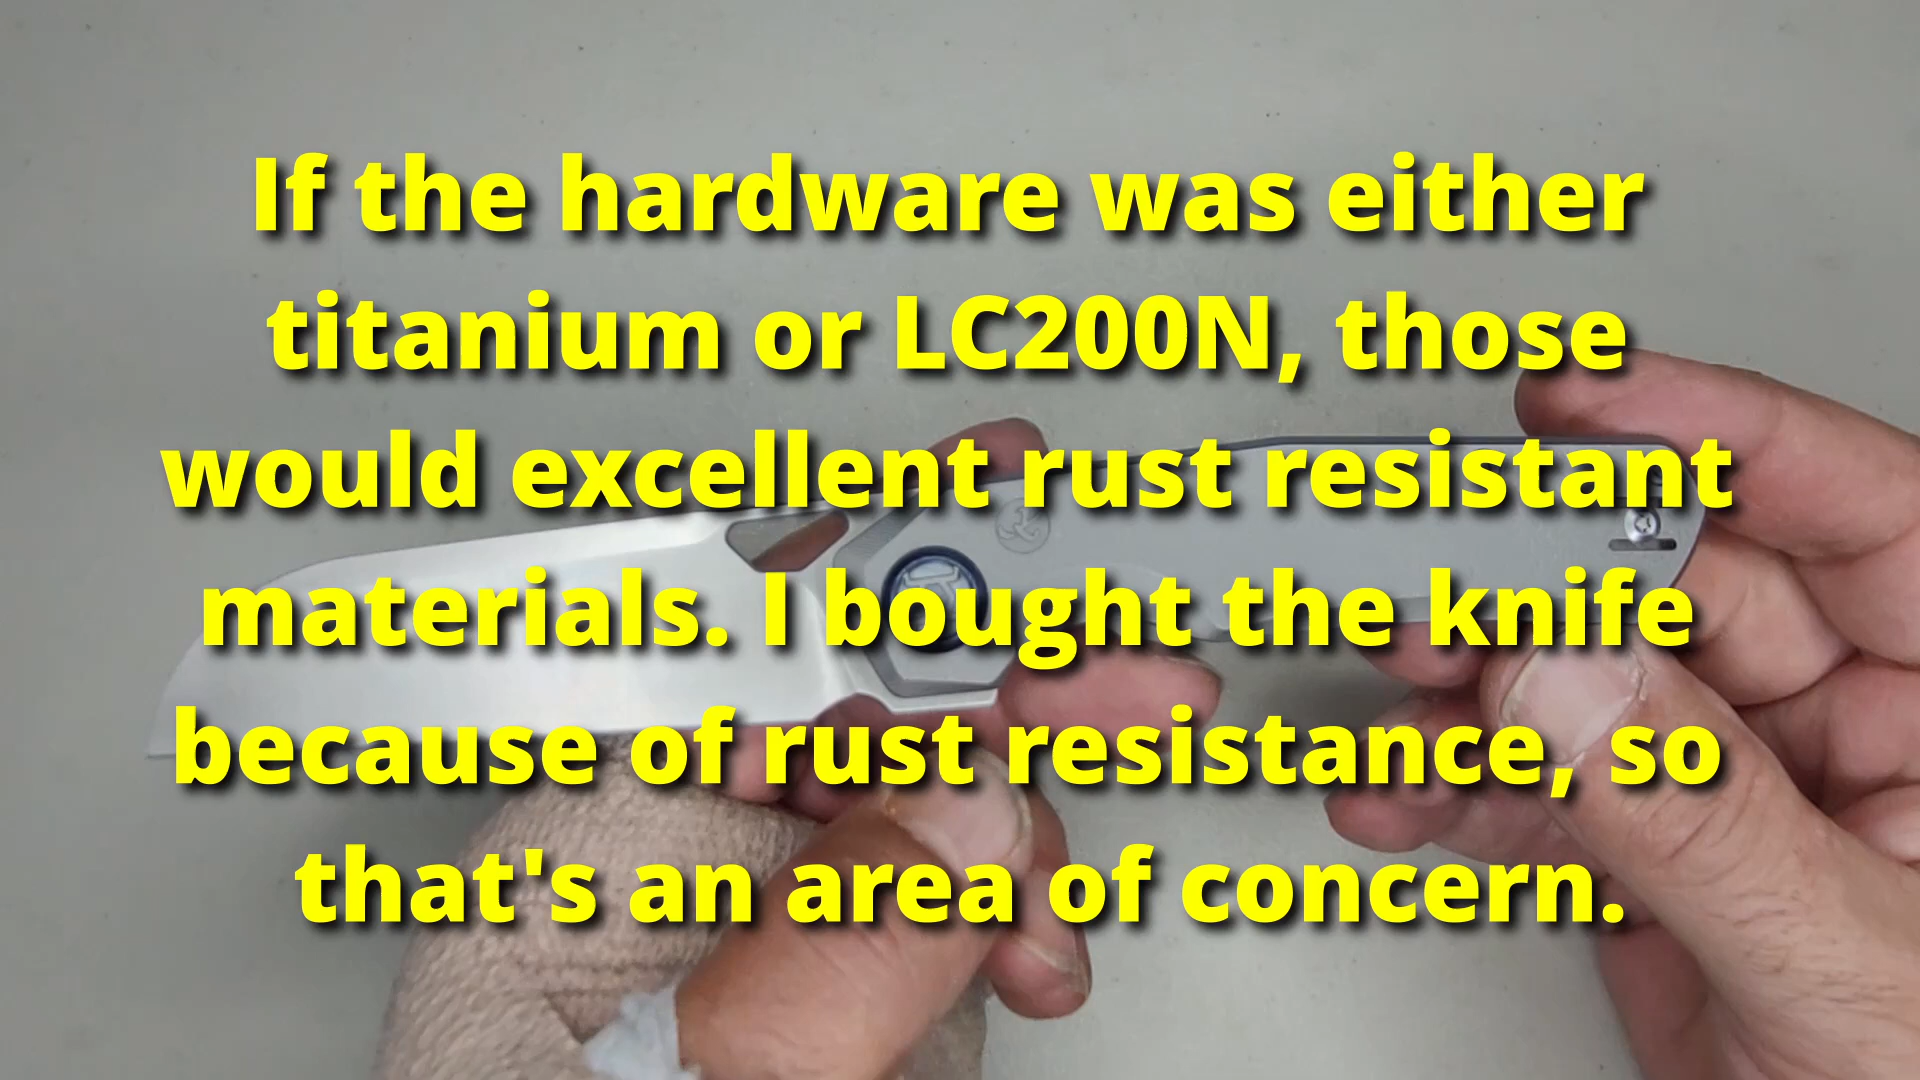 If the hardware was either
titanium or LC200N, those
would excellent rust resistant
materials. I bought the knife
because of rust resistance, so
that's an area of concern.